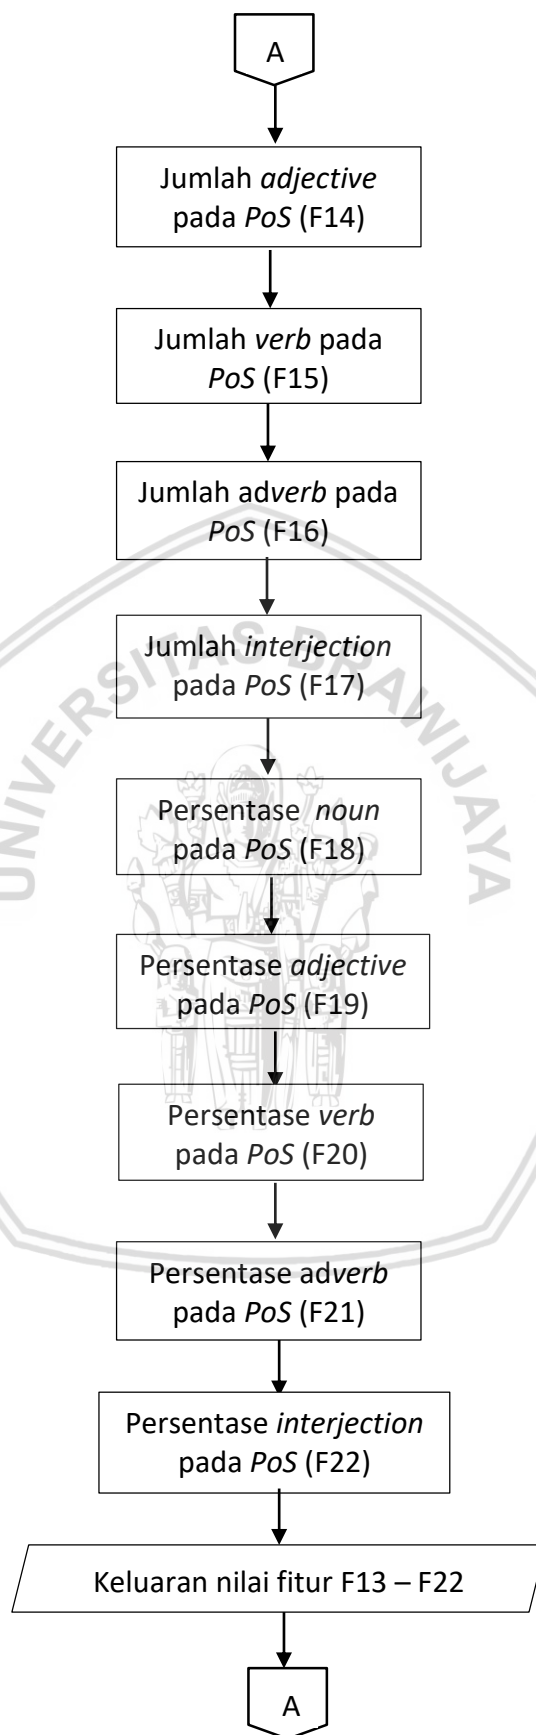 A
Jumlah adjective
pada PoS (F14)
Jumlah verb pada
PoS (F15)
Jumlah adverb pada
PoS (F16)
Jumlah interjection
pada PoS (F17)
Persentase noun
pada PoS (F18)
Persentase adjective
pada PoS (F19)
Persentase verb
pada PoS (F20)
Persentase adverb
pada PoS (F21)
Persentase interjection
pada PoS (F22)
Keluaran nilai fitur F13 – F22
A
UNIVERSITAS BRAWIJAYA